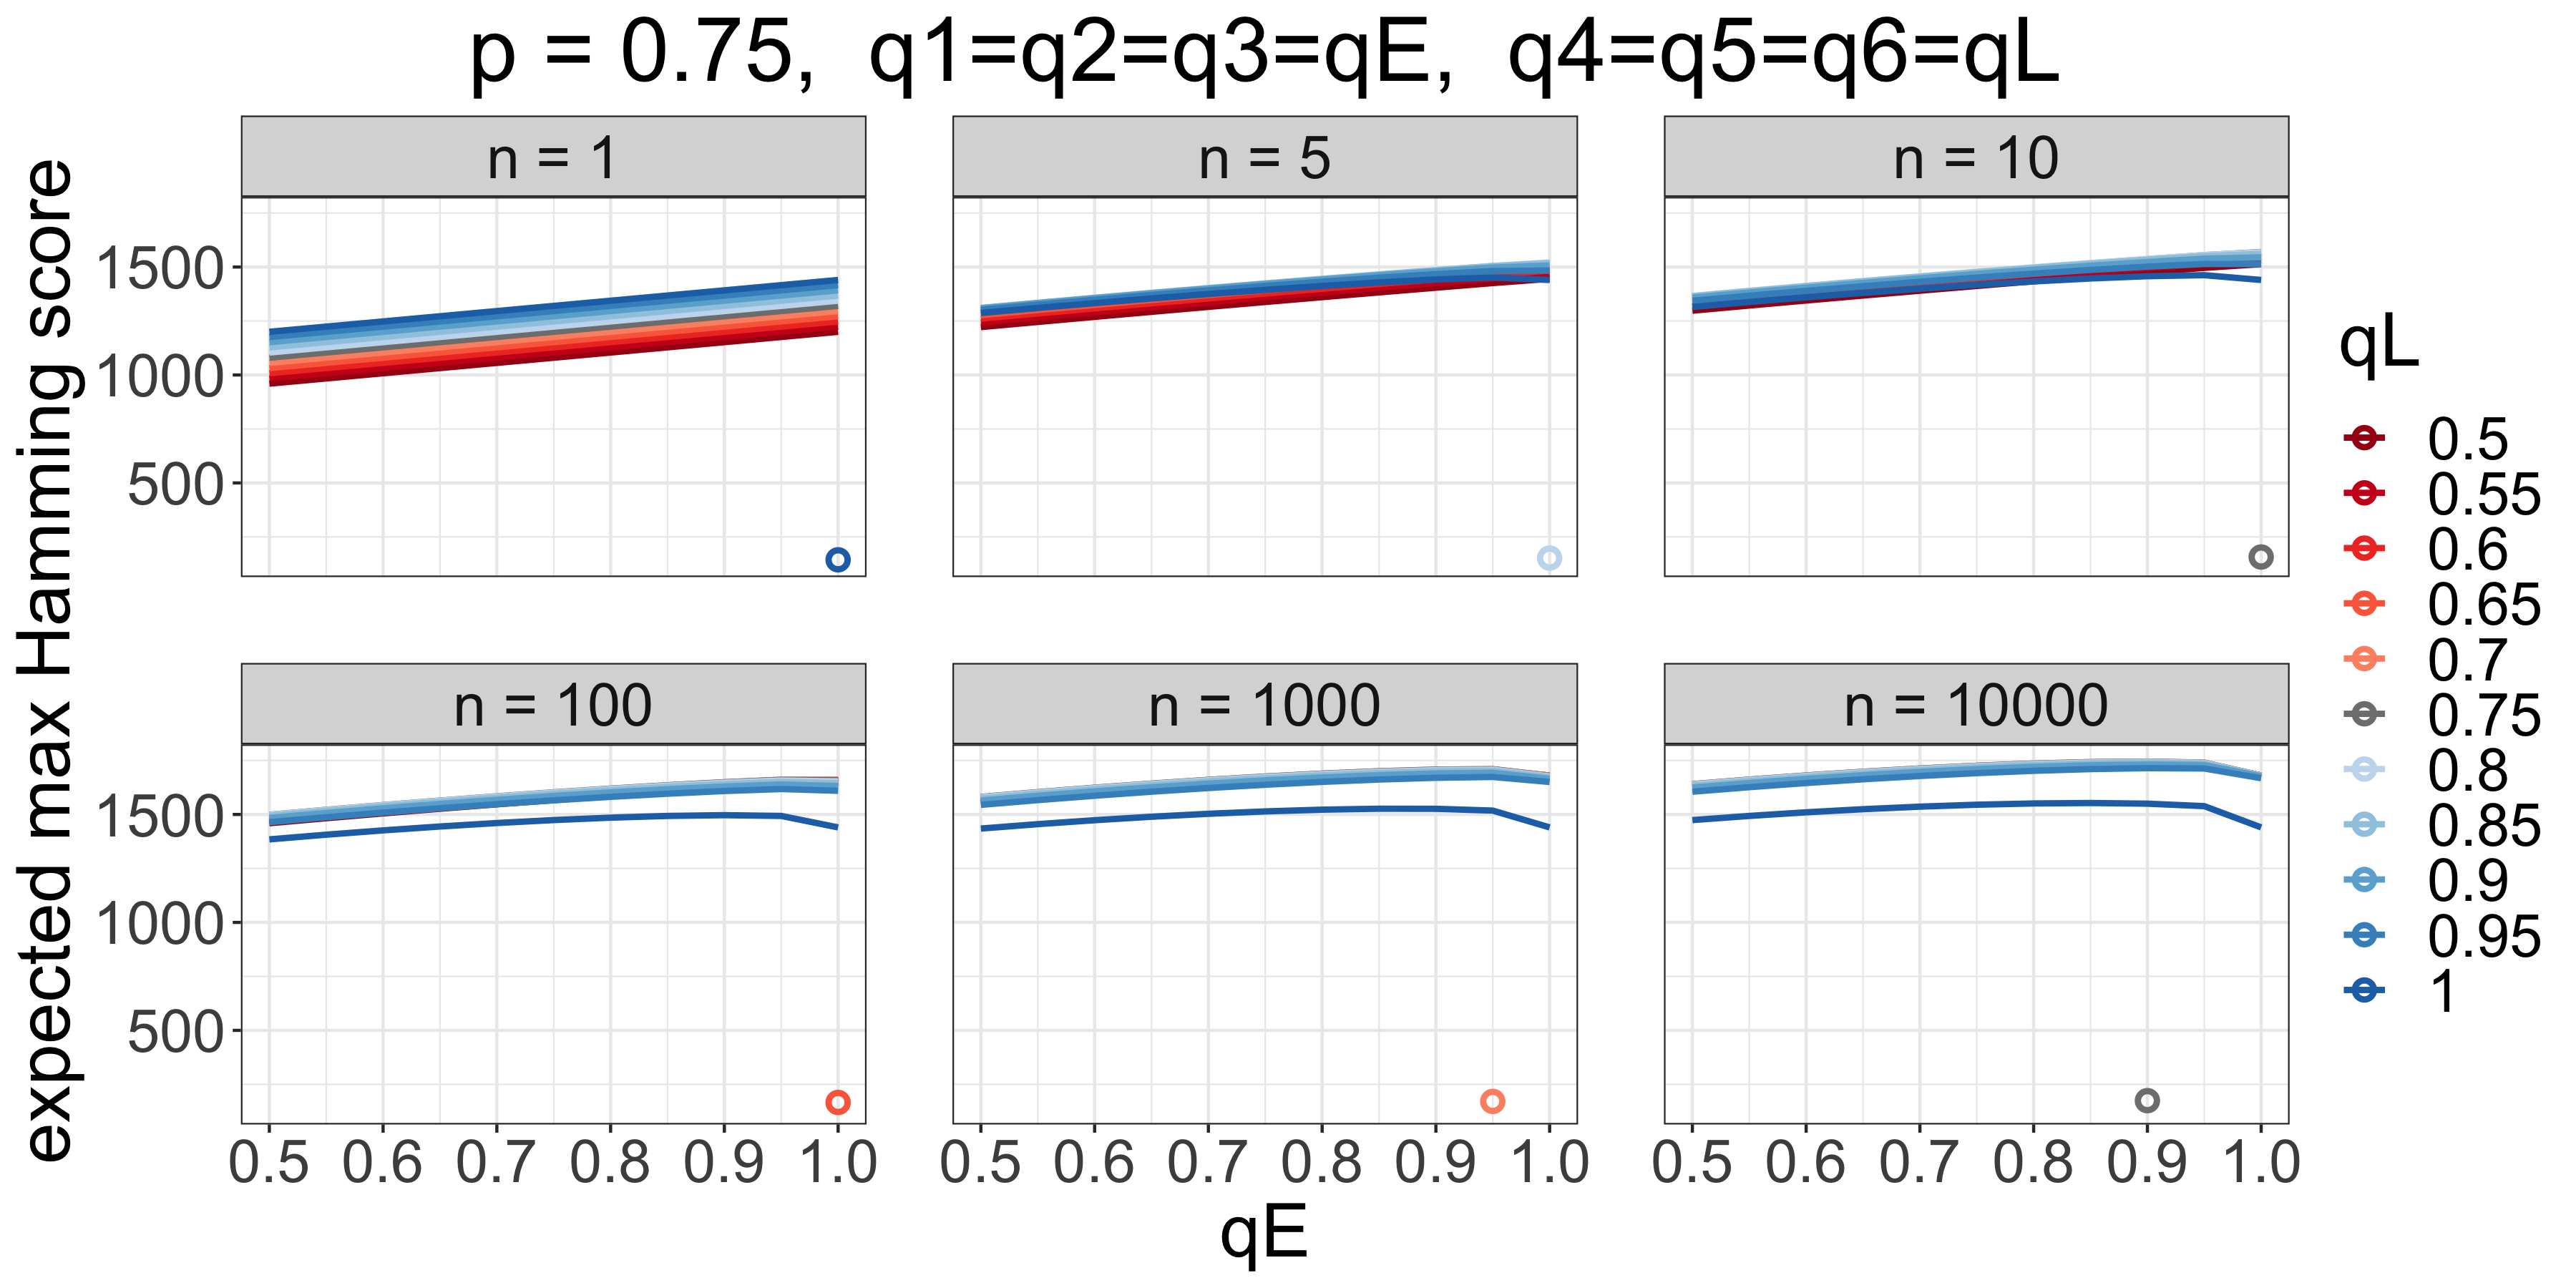 p = 0.75,  q1=q2=q3=qE,  q4=q5=q6=qL
expected max Hamming score
n = 1
n = 5
n = 10
1500
1000
500
n = 100
n = 1000
n = 10000
1500
1000
500
0.5 0.6 0.7 0.8 0.9 1.0
0.5 0.6 0.7 0.8 0.9 1.0
0.5 0.6 0.7 0.8 0.9 1.0
qE
qL
0.5
0.55
0.6
0.65
0.7
0.75
0.8
0.85
0.9
0.95
1